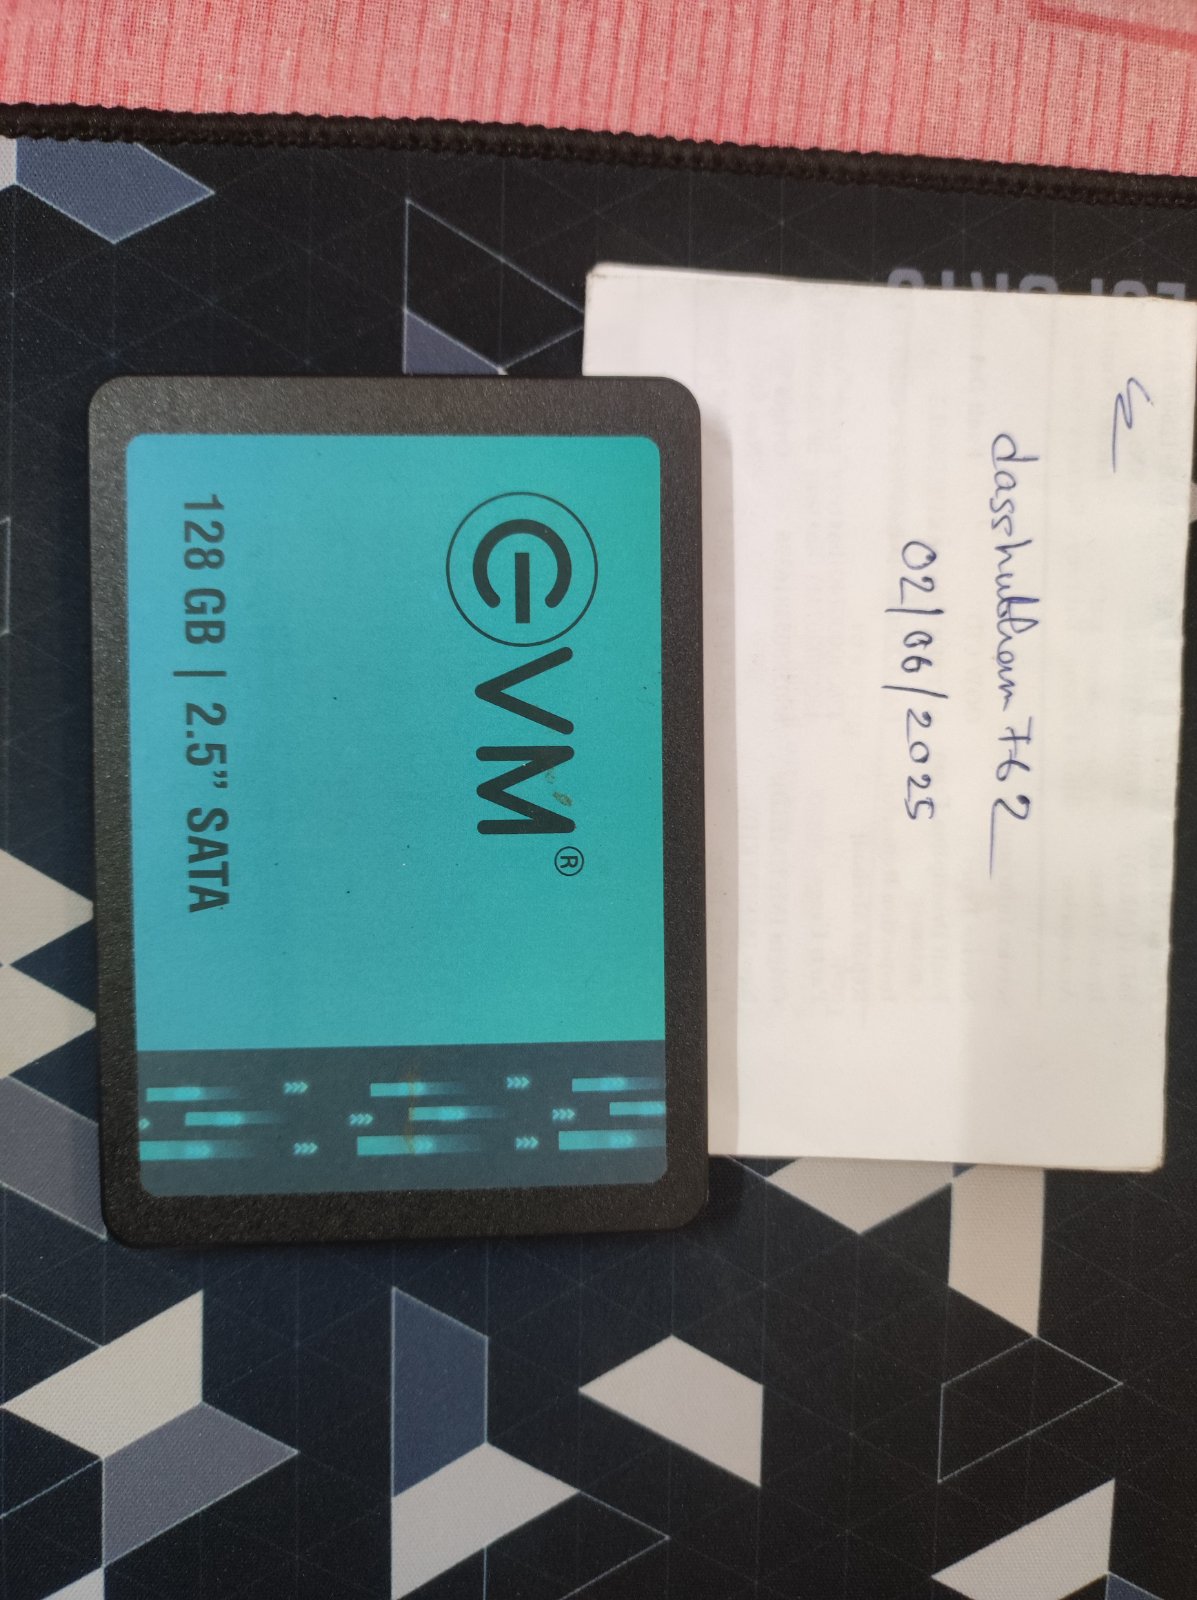 EVM®
128 GB | 2.5” SATA
dasshubham762
02/06/2025